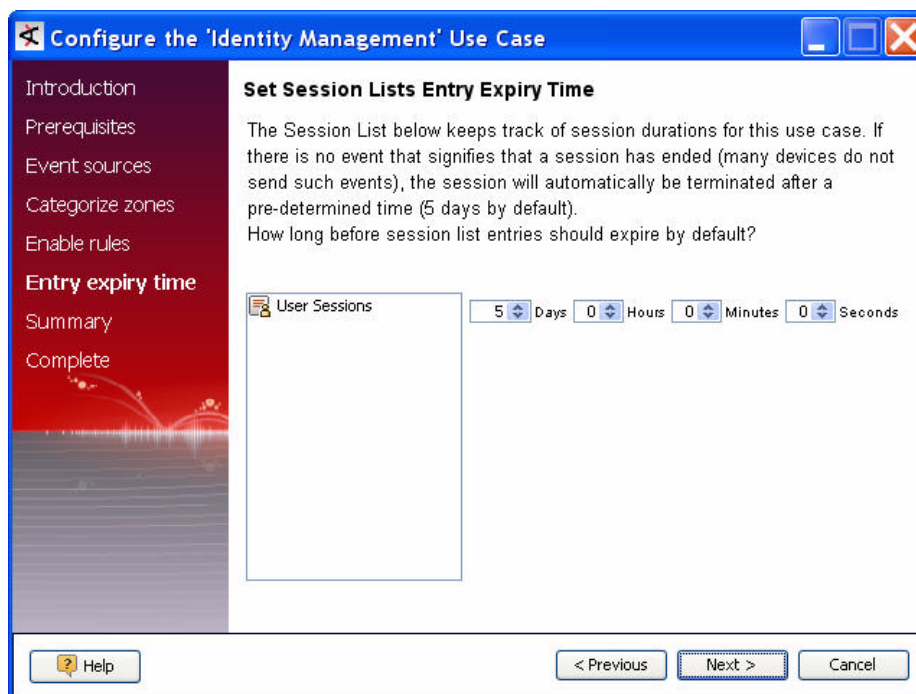 Configure the 'Identity Management' Use Case
Introduction
Prerequisites
Event sources
Categorize zones
Enable rules
Entry expiry time
Summary
Complete
Set Session Lists Entry Expiry Time
The Session List below keeps track of session durations for this use case. If
there is no event that signifies that a session has ended (many devices do not
send such events), the session will automatically be terminated after a
pre-determined time (5 days by default).
How long before session list entries should expire by default?
User Sessions
5 Days 0 Hours 0 Minutes 0 Seconds
Help
< Previous
Next >
Cancel